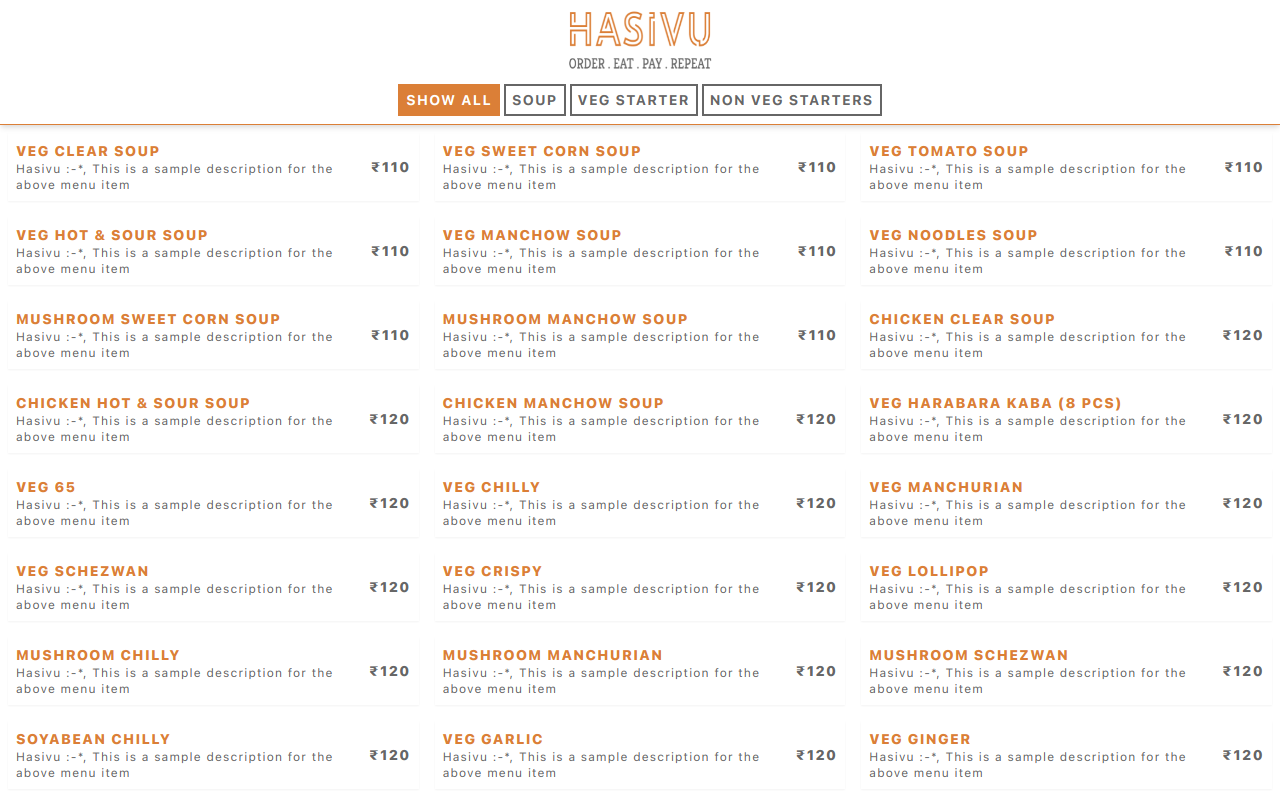 HASiVU
ORDER . EAT . PAY . REPEAT
SHOW ALL SOUP VEG STARTER NON VEG STARTERS
VEG CLEAR SOUP
Hasivu :-*, This is a sample description for the
above menu item
₹110
VEG SWEET CORN SOUP
Hasivu :-*, This is a sample description for the
above menu item
₹110
VEG TOMATO SOUP
Hasivu :-*, This is a sample description for the
above menu item
₹110
VEG HOT & SOUR SOUP
Hasivu :-*, This is a sample description for the
above menu item
₹110
VEG MANCHOW SOUP
Hasivu :-*, This is a sample description for the
above menu item
₹110
VEG NOODLES SOUP
Hasivu :-*, This is a sample description for the
above menu item
₹110
MUSHROOM SWEET CORN SOUP
Hasivu :-*, This is a sample description for the
above menu item
₹110
MUSHROOM MANCHOW SOUP
Hasivu :-*, This is a sample description for the
above menu item
₹110
CHICKEN CLEAR SOUP
Hasivu :-*, This is a sample description for the
above menu item
₹120
CHICKEN HOT & SOUR SOUP
Hasivu :-*, This is a sample description for the
above menu item
₹120
CHICKEN MANCHOW SOUP
Hasivu :-*, This is a sample description for the
above menu item
₹120
VEG HARABARA KABA (8 PCS)
Hasivu :-*, This is a sample description for the
above menu item
₹120
VEG 65
Hasivu :-*, This is a sample description for the
above menu item
₹120
VEG CHILLY
Hasivu :-*, This is a sample description for the
above menu item
₹120
VEG MANCHURIAN
Hasivu :-*, This is a sample description for the
above menu item
₹120
VEG SCHEZWAN
Hasivu :-*, This is a sample description for the
above menu item
₹120
VEG CRISPY
Hasivu :-*, This is a sample description for the
above menu item
₹120
VEG LOLLIPOP
Hasivu :-*, This is a sample description for the
above menu item
₹120
MUSHROOM CHILLY
Hasivu :-*, This is a sample description for the
above menu item
₹120
MUSHROOM MANCHURIAN
Hasivu :-*, This is a sample description for the
above menu item
₹120
MUSHROOM SCHEZWAN
Hasivu :-*, This is a sample description for the
above menu item
₹120
SOYABEAN CHILLY
Hasivu :-*, This is a sample description for the
above menu item
₹120
VEG GARLIC
Hasivu :-*, This is a sample description for the
above menu item
₹120
VEG GINGER
Hasivu :-*, This is a sample description for the
above menu item
₹120